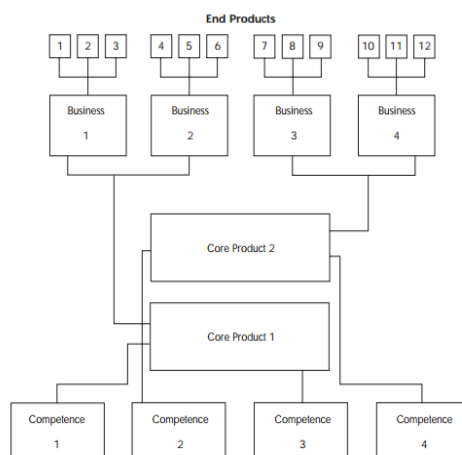 End Products
1 2 3 4 5 6 7 8 9 10 11 12
Business Business Business Business
1 2 3 4
Core Product 2
Core Product 1
Competence Competence Competence Competence
1 2 3 4